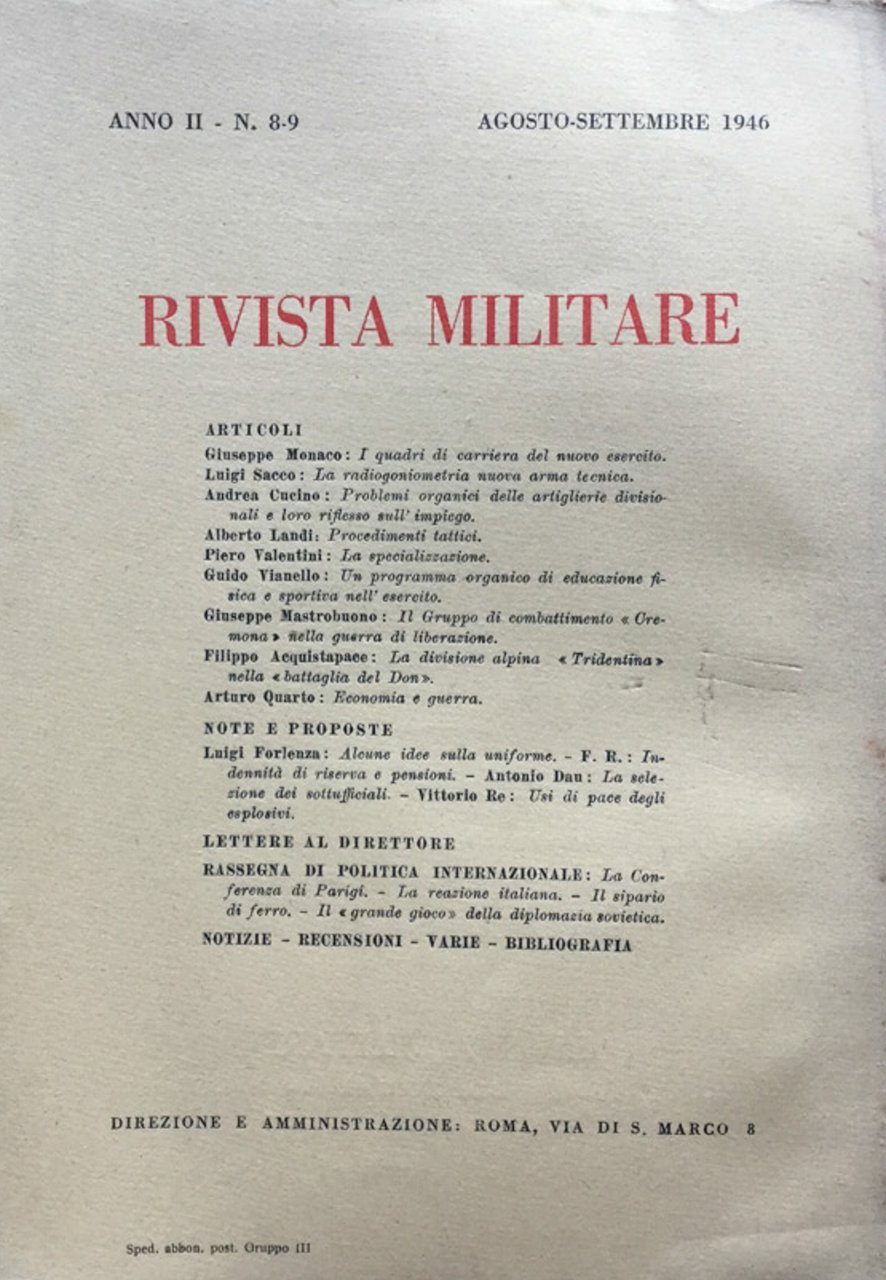 ANNO II - N. 8-9 AGOSTO-SETTEMBRE 1946
RIVISTA MILITARE
ARTICOLI
Giuseppe Monaco: I quadri di carriera del nuovo esercito.
Luigi Sacco: La radiogoniometria nuova arma tecnica.
Andrea Cucino: Problemi organici delle artiglierie divisio-
nali e loro riflesso sull' impiego.
Alberto Landi: Procedimenti tattici.
Piero Valentini: La specializzazione.
Guido Vianello: Un programma organico di educazione fi-
sica e sportiva nell' esercito.
Giuseppe Mastrobuono: Il Gruppo di combattimento « Cre-
mona » nella guerra di liberazione.
Filippo Acquistapace: La divisione alpina « Tridentina »
nella « battaglia del Don ».
Arturo Quarto: Economia e guerra.
NOTE E PROPOSTE
Luigi Forlenza: Alcune idee sulla uniforme. - F. R.: In-
dennità di riserva e pensioni. - Antonio Dau: La sele-
zione dei sottufficiali. - Vittorio Re: Usi di pace degli
esplosivi.
LETTERE AL DIRETTORE
RASSEGNA DI POLITICA INTERNAZIONALE: La Con-
ferenza di Parigi. - La reazione italiana. - Il sipario
di ferro. - Il « grande gioco » della diplomazia sovietica.
NOTIZIE - RECENSIONI - VARIE - BIBLIOGRAFIA
DIREZIONE E AMMINISTRAZIONE: ROMA, VIA DI S. MARCO 8
Sped. abbon. post. Gruppo III